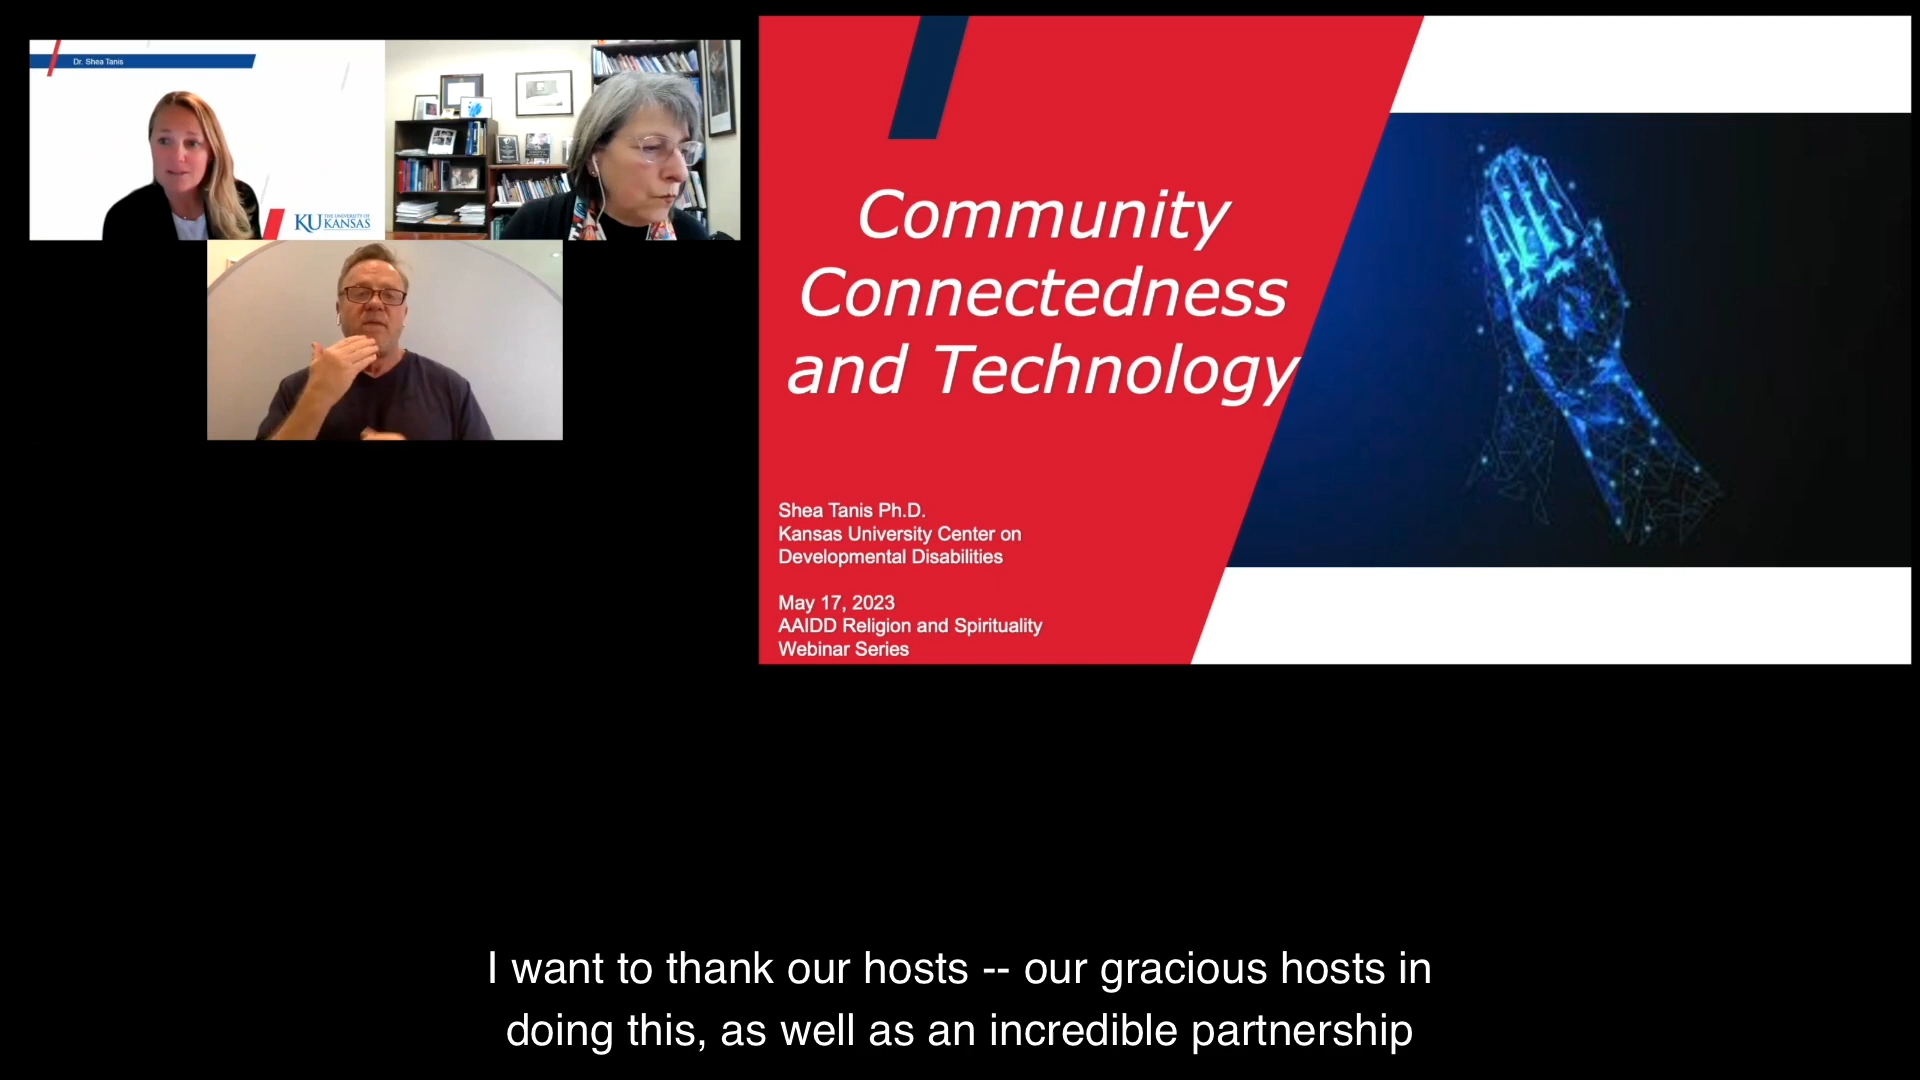 Dr. Shea Tanis
KU THE UNIVERSITY OF
KANSAS
Community
Connectedness
and Technology
Shea Tanis Ph.D.
Kansas University Center on
Developmental Disabilities
May 17, 2023
AAIDD Religion and Spirituality
Webinar Series
I want to thank our hosts -- our gracious hosts in
doing this, as well as an incredible partnership